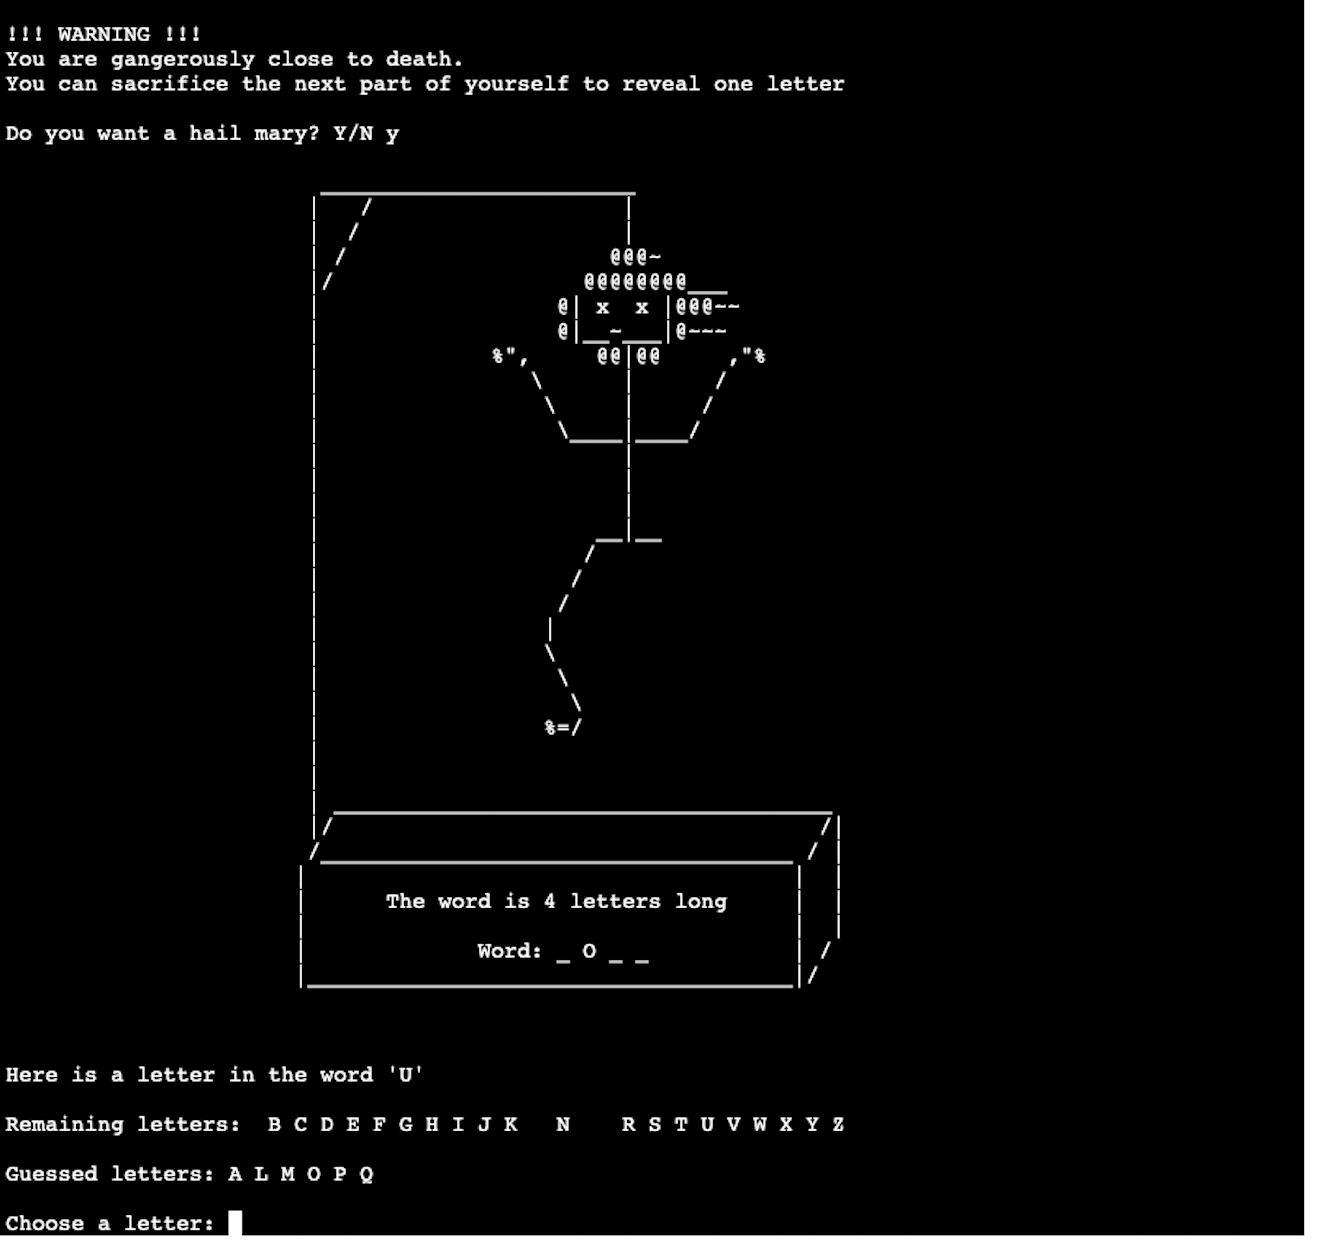 !!! WARNING !!!
You are gangerously close to death.
You can sacrifice the next part of yourself to reveal one letter
Do you want a hail mary? Y/N y
The word is 4 letters long
Word: _ O _ _
Here is a letter in the word 'U'
Remaining letters: B C D E F G H I J K N R S T U V W X Y Z
Guessed letters: A L M O P Q
Choose a letter: